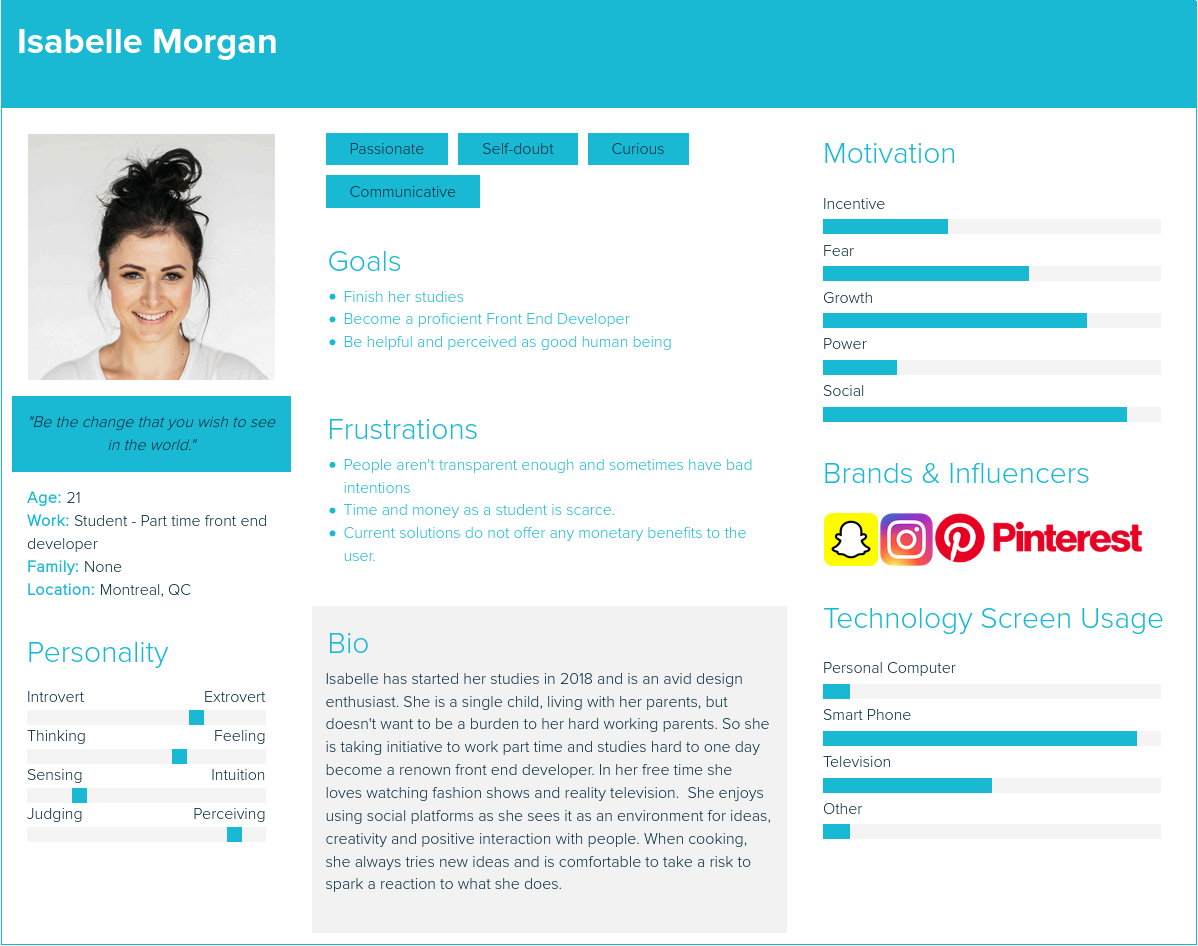 Isabelle Morgan
"Be the change that you wish to see
in the world."
Age: 21
Work: Student - Part time front end
developer
Family: None
Location: Montreal, QC
Personality
Introvert Extrovert
Thinking Feeling
Sensing Intuition
Judging Perceiving
Passionate Self-doubt Curious
Communicative
Goals
Finish her studies
Become a proficient Front End Developer
Be helpful and perceived as good human being
Frustrations
People aren't transparent enough and sometimes have bad
intentions
Time and money as a student is scarce.
Current solutions do not offer any monetary benefits to the
user.
Bio
Isabelle has started her studies in 2018 and is an avid design
enthusiast. She is a single child, living with her parents, but
doesn't want to be a burden to her hard working parents. So she
is taking initiative to work part time and studies hard to one day
become a renown front end developer. In her free time she
loves watching fashion shows and reality television.  She enjoys
using social platforms as she sees it as an environment for ideas,
creativity and positive interaction with people. When cooking,
she always tries new ideas and is comfortable to take a risk to
spark a reaction to what she does.
Motivation
Incentive
Fear
Growth
Power
Social
Brands & Influencers
Pinterest
Technology Screen Usage
Personal Computer
Smart Phone
Television
Other